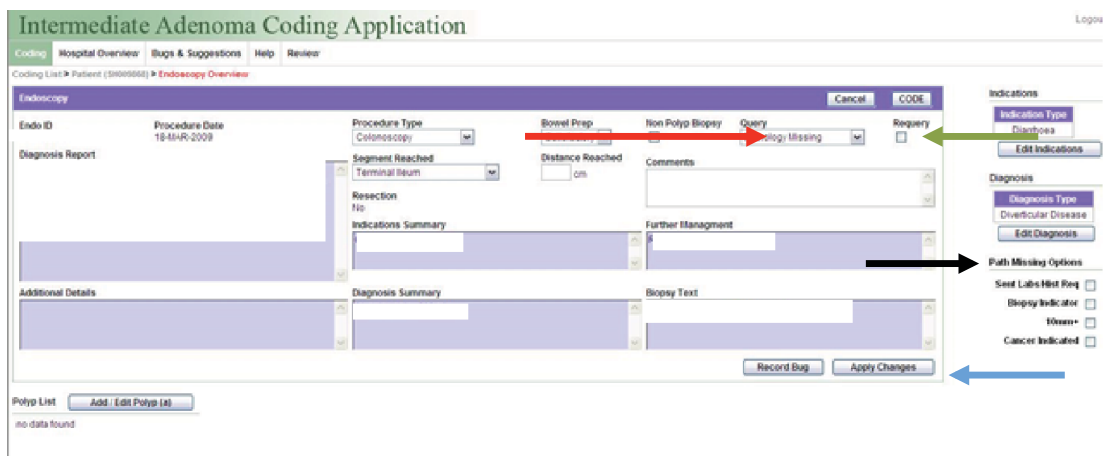 Intermediate Adenoma Coding Application
Logou
Coding Hospital Overview Bugs & Suggestions Help Review
Coding List > Patient > Endoscopy Overview
Endoscopy
Cancel CODE
Endo ID
Procedure Date
18-MAR-2009
Procedure Type
Colonoscopy
Bowel Prep
Non Polyp Biopsy
Query
Missing
Requery
Diagnosis Report
Segment Reached
Terminal Ileum
Distance Reached
cm
Comments
Resection
No
Indications Summary
Further Managment
Additional Details
Diagnosis Summary
Biopsy Text
Record Bug Apply Changes
Polyp List Add / Edit Polyp (s)
no data found
Indications
Indication Type
Diarrhoea
Edit Indications
Diagnosis
Diagnosis Type
Diverticular Disease
Edit Diagnosis
Path Missing Options
Sent Labs Hist Req
Biopsy Indicator
10mm+
Cancer Indicated